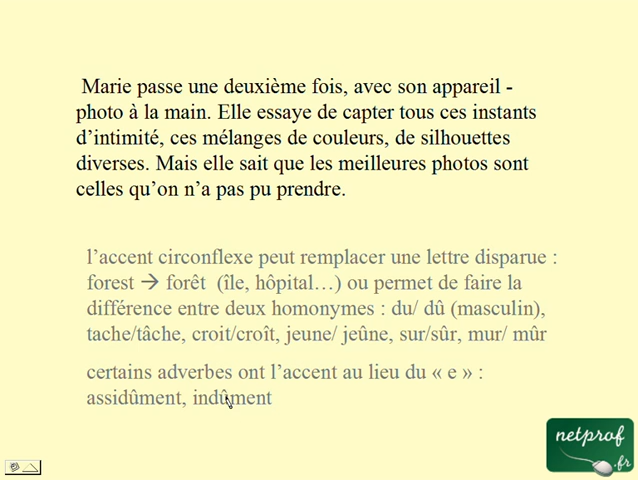 Marie passe une deuxième fois, avec son appareil -
photo à la main. Elle essaye de capter tous ces instants
d’intimité, ces mélanges de couleurs, de silhouettes
diverses. Mais elle sait que les meilleures photos sont
celles qu’on n’a pas pu prendre.
l’accent circonflexe peut remplacer une lettre disparue :
forest → forêt (île, hôpital…) ou permet de faire la
différence entre deux homonymes : du/ dû (masculin),
tache/tâche, croit/croît, jeune/ jeûne, sur/sûr, mur/ mûr
certains adverbes ont l’accent au lieu du « e » :
assidûment, indûment
netprof
.fr